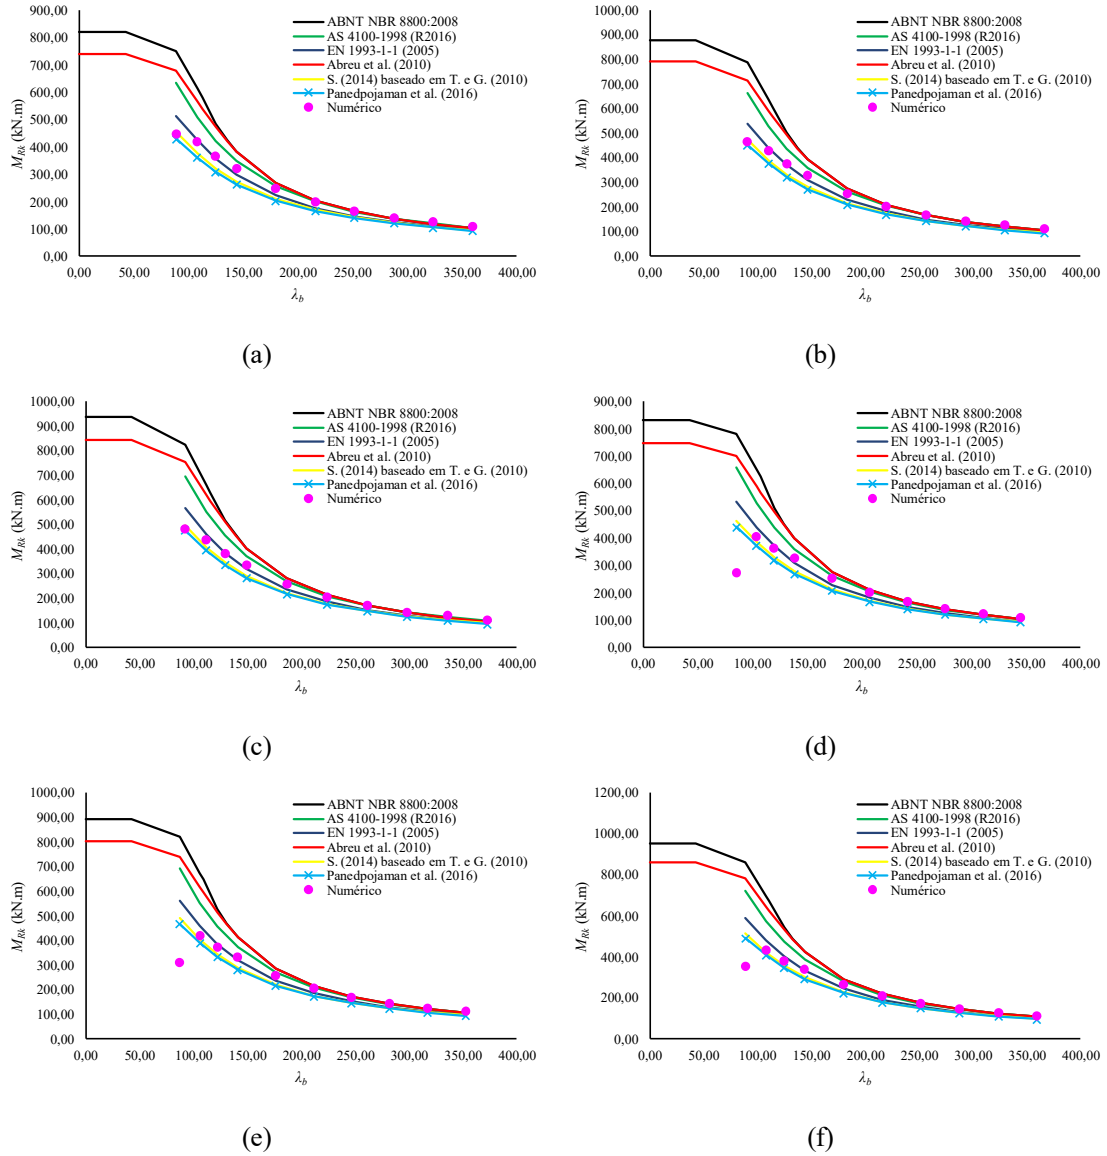 900,00
800,00
700,00
600,00
500,00
400,00
300,00
200,00
100,00
0,00
M_Rk (kN.m)
0,00 50,00 100,00 150,00 200,00 250,00 300,00 350,00 400,00
λ_b
ABNT NBR 8800:2008
AS 4100-1998 (R2016)
EN 1993-1-1 (2005)
Abreu et al. (2010)
S. (2014) baseado em T. e G. (2010)
Panedpojaman et al. (2016)
Numérico
(a)
1000,00
900,00
800,00
700,00
600,00
500,00
400,00
300,00
200,00
100,00
0,00
M_Rk (kN.m)
0,00 50,00 100,00 150,00 200,00 250,00 300,00 350,00 400,00
λ_b
ABNT NBR 8800:2008
AS 4100-1998 (R2016)
EN 1993-1-1 (2005)
Abreu et al. (2010)
S. (2014) baseado em T. e G. (2010)
Panedpojaman et al. (2016)
Numérico
(b)
1000,00
900,00
800,00
700,00
600,00
500,00
400,00
300,00
200,00
100,00
0,00
M_Rk (kN.m)
0,00 50,00 100,00 150,00 200,00 250,00 300,00 350,00 400,00
λ_b
ABNT NBR 8800:2008
AS 4100-1998 (R2016)
EN 1993-1-1 (2005)
Abreu et al. (2010)
S. (2014) baseado em T. e G. (2010)
Panedpojaman et al. (2016)
Numérico
(c)
900,00
800,00
700,00
600,00
500,00
400,00
300,00
200,00
100,00
0,00
M_Rk (kN.m)
0,00 50,00 100,00 150,00 200,00 250,00 300,00 350,00 400,00
λ_b
ABNT NBR 8800:2008
AS 4100-1998 (R2016)
EN 1993-1-1 (2005)
Abreu et al. (2010)
S. (2014) baseado em T. e G. (2010)
Panedpojaman et al. (2016)
Numérico
(d)
1000,00
900,00
800,00
700,00
600,00
500,00
400,00
300,00
200,00
100,00
0,00
M_Rk (kN.m)
0,00 50,00 100,00 150,00 200,00 250,00 300,00 350,00 400,00
λ_b
ABNT NBR 8800:2008
AS 4100-1998 (R2016)
EN 1993-1-1 (2005)
Abreu et al. (2010)
S. (2014) baseado em T. e G. (2010)
Panedpojaman et al. (2016)
Numérico
(e)
1200,00
1000,00
800,00
600,00
400,00
200,00
0,00
M_Rk (kN.m)
0,00 50,00 100,00 150,00 200,00 250,00 300,00 350,00 400,00
λ_b
ABNT NBR 8800:2008
AS 4100-1998 (R2016)
EN 1993-1-1 (2005)
Abreu et al. (2010)
S. (2014) baseado em T. e G. (2010)
Panedpojaman et al. (2016)
Numérico
(f)